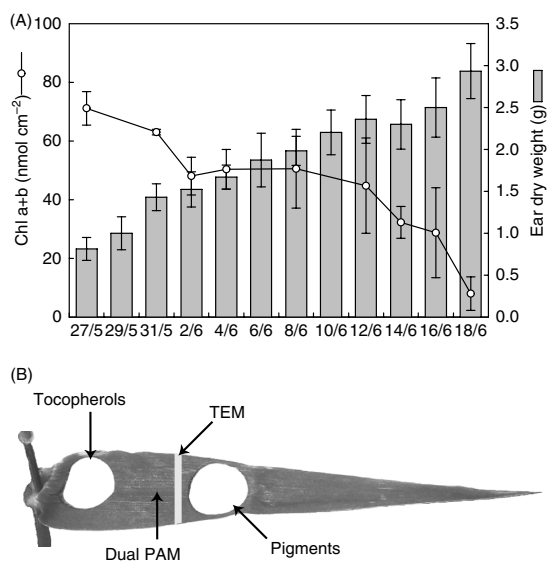 (A)
Chl a+b (nmol cm⁻²)
100
80
60
40
20
0
3.5
3.0
2.5
2.0
1.5
1.0
0.5
0.0
Ear dry weight (g)
27/5 29/5 31/5 2/6 4/6 6/6 8/6 10/6 12/6 14/6 16/6 18/6
(B)
Tocopherols
TEM
Dual PAM
Pigments